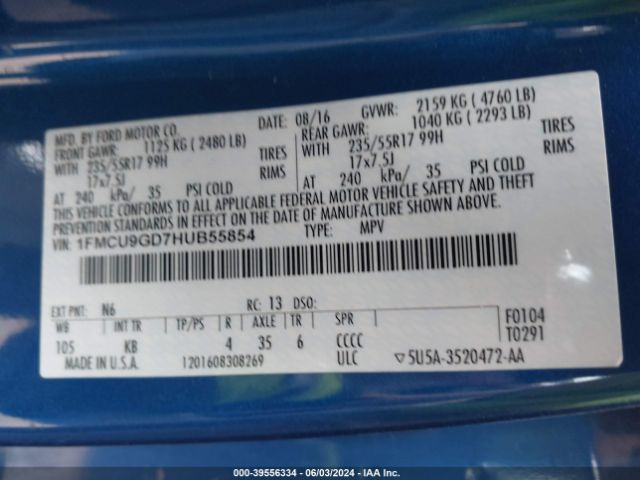 MFD. BY FORD MOTOR CO.
DATE: 08/16 GVWR: 2159 KG ( 4760 LB)
FRONT GAWR: 1125 KG ( 2480 LB) REAR GAWR: 1040 KG ( 2293 LB)
WITH 235/55R17 99H TIRES WITH 235/55R17 99H TIRES
17x7.5J RIMS 17x7.5J RIMS
AT 240 kPa/ 35 PSI COLD AT 240 kPa/ 35 PSI COLD
THIS VEHICLE CONFORMS TO ALL APPLICABLE FEDERAL MOTOR VEHICLE SAFETY AND THEFT
PREVENTION STANDARDS IN EFFECT ON THE DATE OF MANUFACTURE SHOWN ABOVE.
VIN: 1FMCU9GD7HUB55854 TYPE: MPV
EXT PNT: N6 RC: 13 DSO:
WB INT TR TP/PS R AXLE TR SPR F0104
105 KB 4 35 6 CCCC T0291
MADE IN U.S.A. 1201608308269 ULC ▽5U5A-3520472-AA
000-39556334 | 06/03/2024 | IAA Inc.